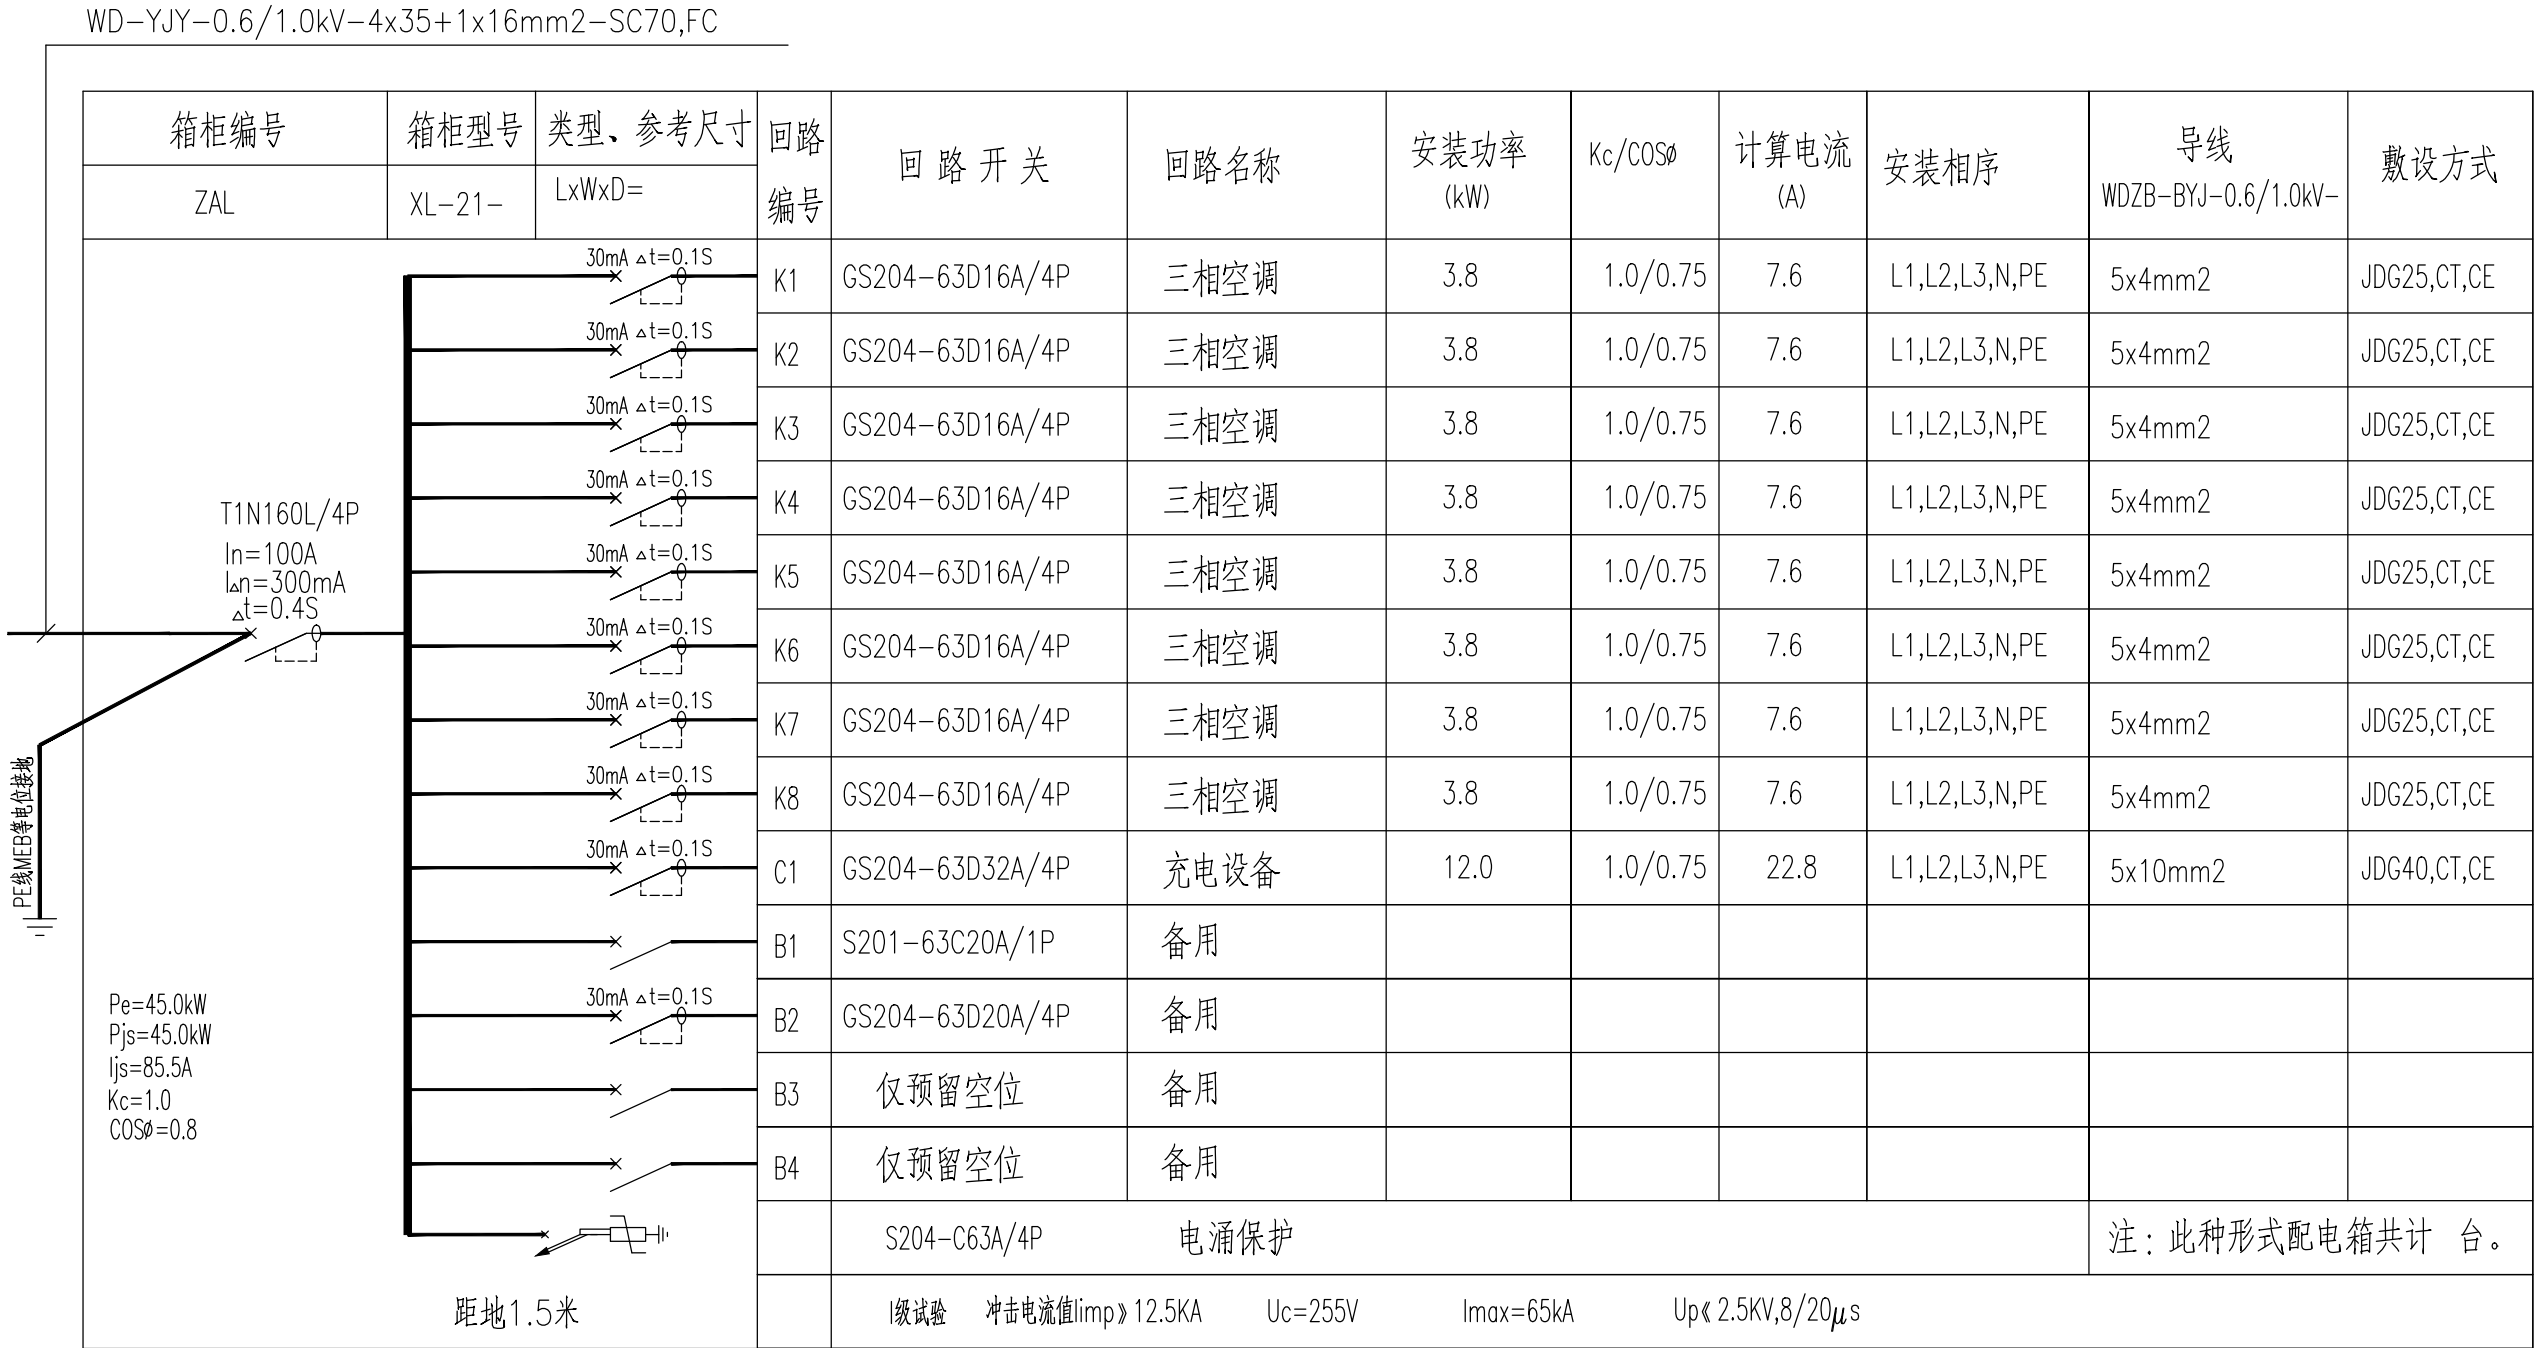 WD-YJY-0.6/1.0kV-4x35+1x16mm2-SC70,FC
箱柜编号 箱柜型号 类型、参考尺寸 回路编号 回路开关 回路名称 安装功率(kW) Kc/COSø 计算电流(A) 安装相序 导线 WDZB-BYJ-0.6/1.0kV- 敷设方式
ZAL XL-21- LxWxD=
30mA △t=0.1S K1 GS204-63D16A/4P 三相空调 3.8 1.0/0.75 7.6 L1,L2,L3,N,PE 5x4mm2 JDG25,CT,CE
30mA △t=0.1S K2 GS204-63D16A/4P 三相空调 3.8 1.0/0.75 7.6 L1,L2,L3,N,PE 5x4mm2 JDG25,CT,CE
30mA △t=0.1S K3 GS204-63D16A/4P 三相空调 3.8 1.0/0.75 7.6 L1,L2,L3,N,PE 5x4mm2 JDG25,CT,CE
30mA △t=0.1S K4 GS204-63D16A/4P 三相空调 3.8 1.0/0.75 7.6 L1,L2,L3,N,PE 5x4mm2 JDG25,CT,CE
30mA △t=0.1S K5 GS204-63D16A/4P 三相空调 3.8 1.0/0.75 7.6 L1,L2,L3,N,PE 5x4mm2 JDG25,CT,CE
30mA △t=0.1S K6 GS204-63D16A/4P 三相空调 3.8 1.0/0.75 7.6 L1,L2,L3,N,PE 5x4mm2 JDG25,CT,CE
30mA △t=0.1S K7 GS204-63D16A/4P 三相空调 3.8 1.0/0.75 7.6 L1,L2,L3,N,PE 5x4mm2 JDG25,CT,CE
30mA △t=0.1S K8 GS204-63D16A/4P 三相空调 3.8 1.0/0.75 7.6 L1,L2,L3,N,PE 5x4mm2 JDG25,CT,CE
30mA △t=0.1S C1 GS204-63D32A/4P 充电设备 12.0 1.0/0.75 22.8 L1,L2,L3,N,PE 5x10mm2 JDG40,CT,CE
B1 S201-63C20A/1P 备用
30mA △t=0.1S B2 GS204-63D20A/4P 备用
B3 仅预留空位 备用
B4 仅预留空位 备用
S204-C63A/4P 电涌保护 注：此种形式配电箱共计 台。
I级试验 冲击电流值Iimp》12.5KA Uc=255V Imax=65kA Up《2.5KV,8/20μs
T1N160L/4P
In=100A
I△n=300mA
△t=0.4S
PE线MEB等电位接地
Pe=45.0kW
Pjs=45.0kW
Ijs=85.5A
Kc=1.0
COSø=0.8
距地1.5米